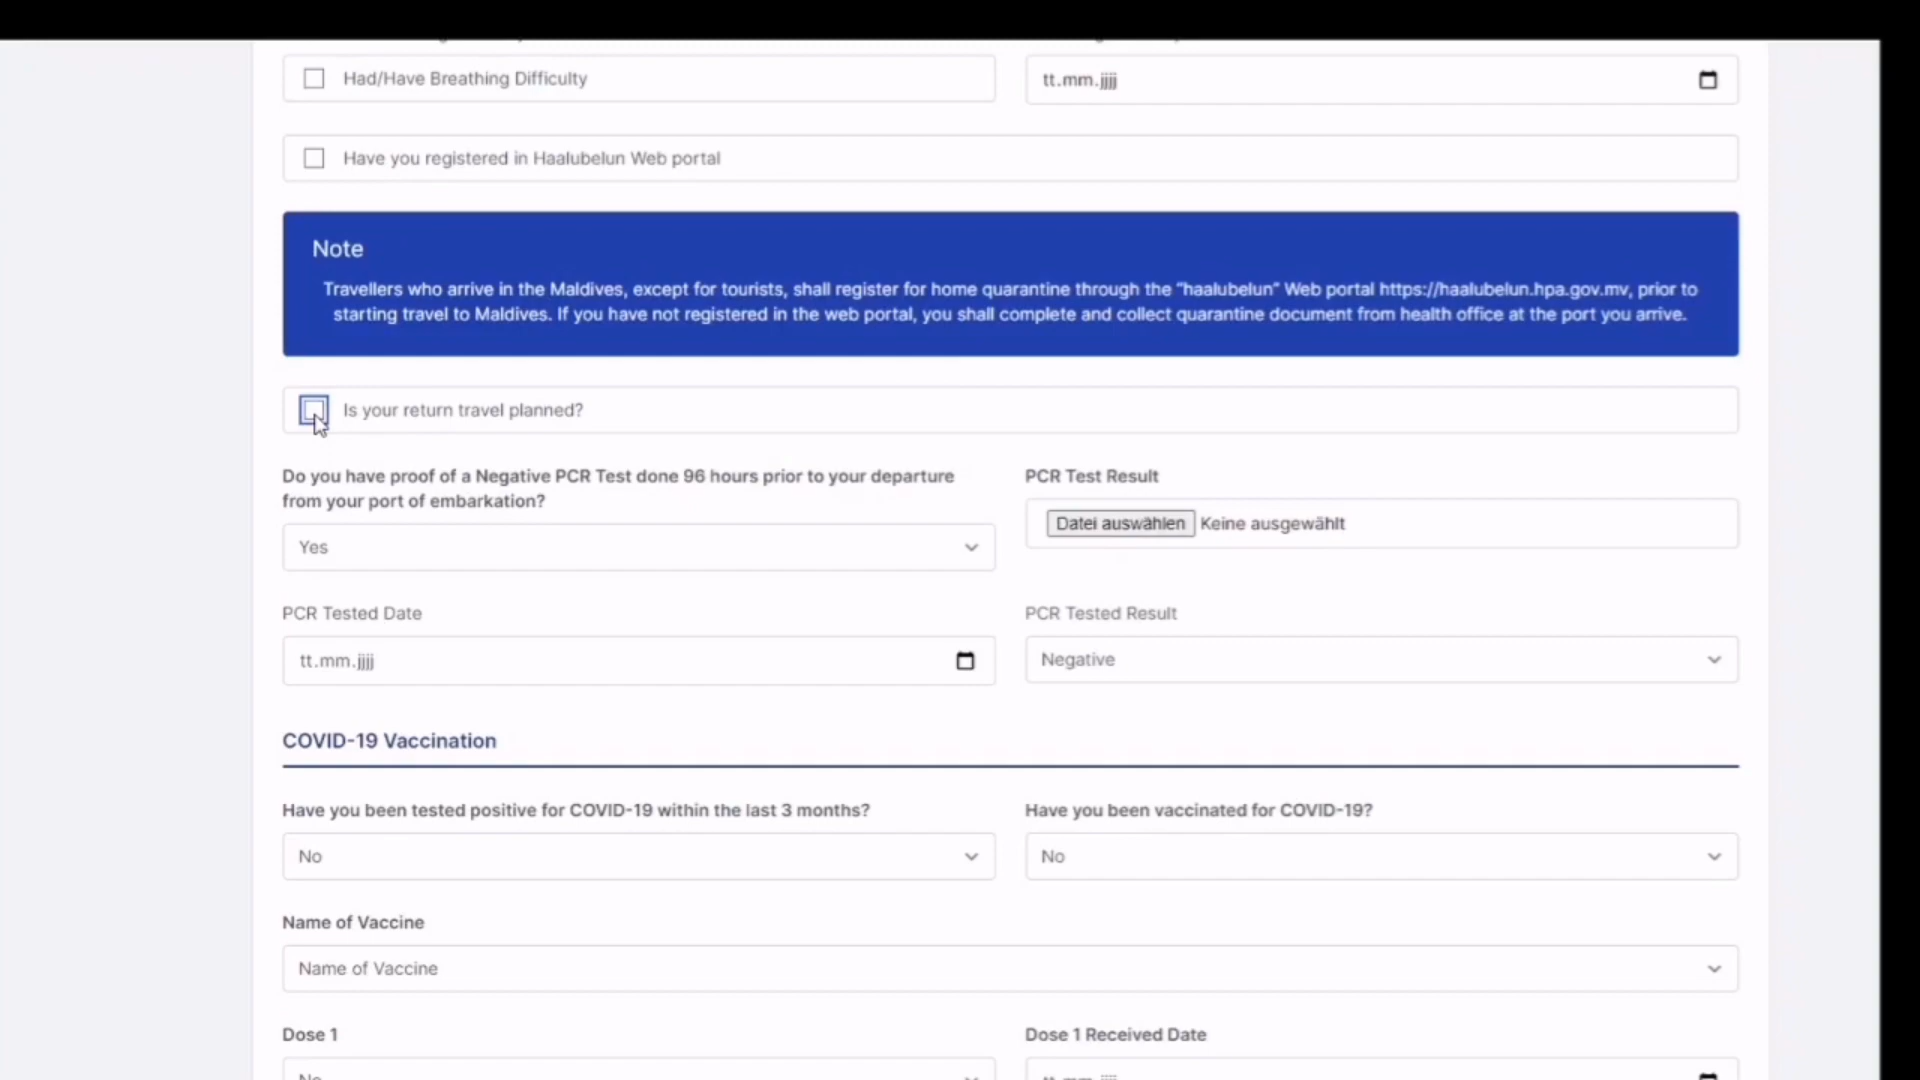 Had/Have Breathing Difficulty
tt.mm.jjjj
Have you registered in Haalubelun Web portal
Note
Travellers who arrive in the Maldives, except for tourists, shall register for home quarantine through the "haalubelun" Web portal https://haalubelun.hpa.gov.mv, prior to
starting travel to Maldives. If you have not registered in the web portal, you shall complete and collect quarantine document from health office at the port you arrive.
Is your return travel planned?
Do you have proof of a Negative PCR Test done 96 hours prior to your departure
from your port of embarkation?
Yes
PCR Test Result
Datei auswählen Keine ausgewählt
PCR Tested Date
tt.mm.jjjj
PCR Tested Result
Negative
COVID-19 Vaccination
Have you been tested positive for COVID-19 within the last 3 months?
No
Have you been vaccinated for COVID-19?
No
Name of Vaccine
Name of Vaccine
Dose 1
No
Dose 1 Received Date
tt.mm.jjjj